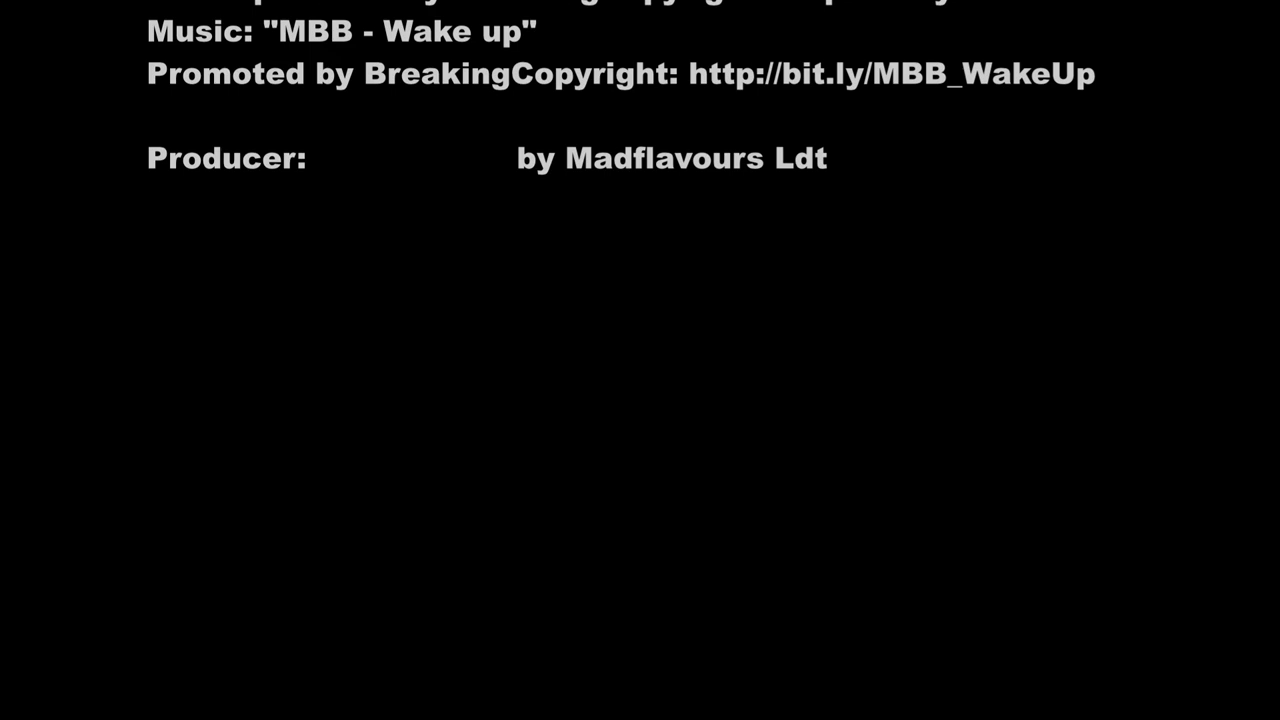 Music: "MBB - Wake up"
Promoted by BreakingCopyright: http://bit.ly/MBB_WakeUp
Producer: by Madflavours Ldt